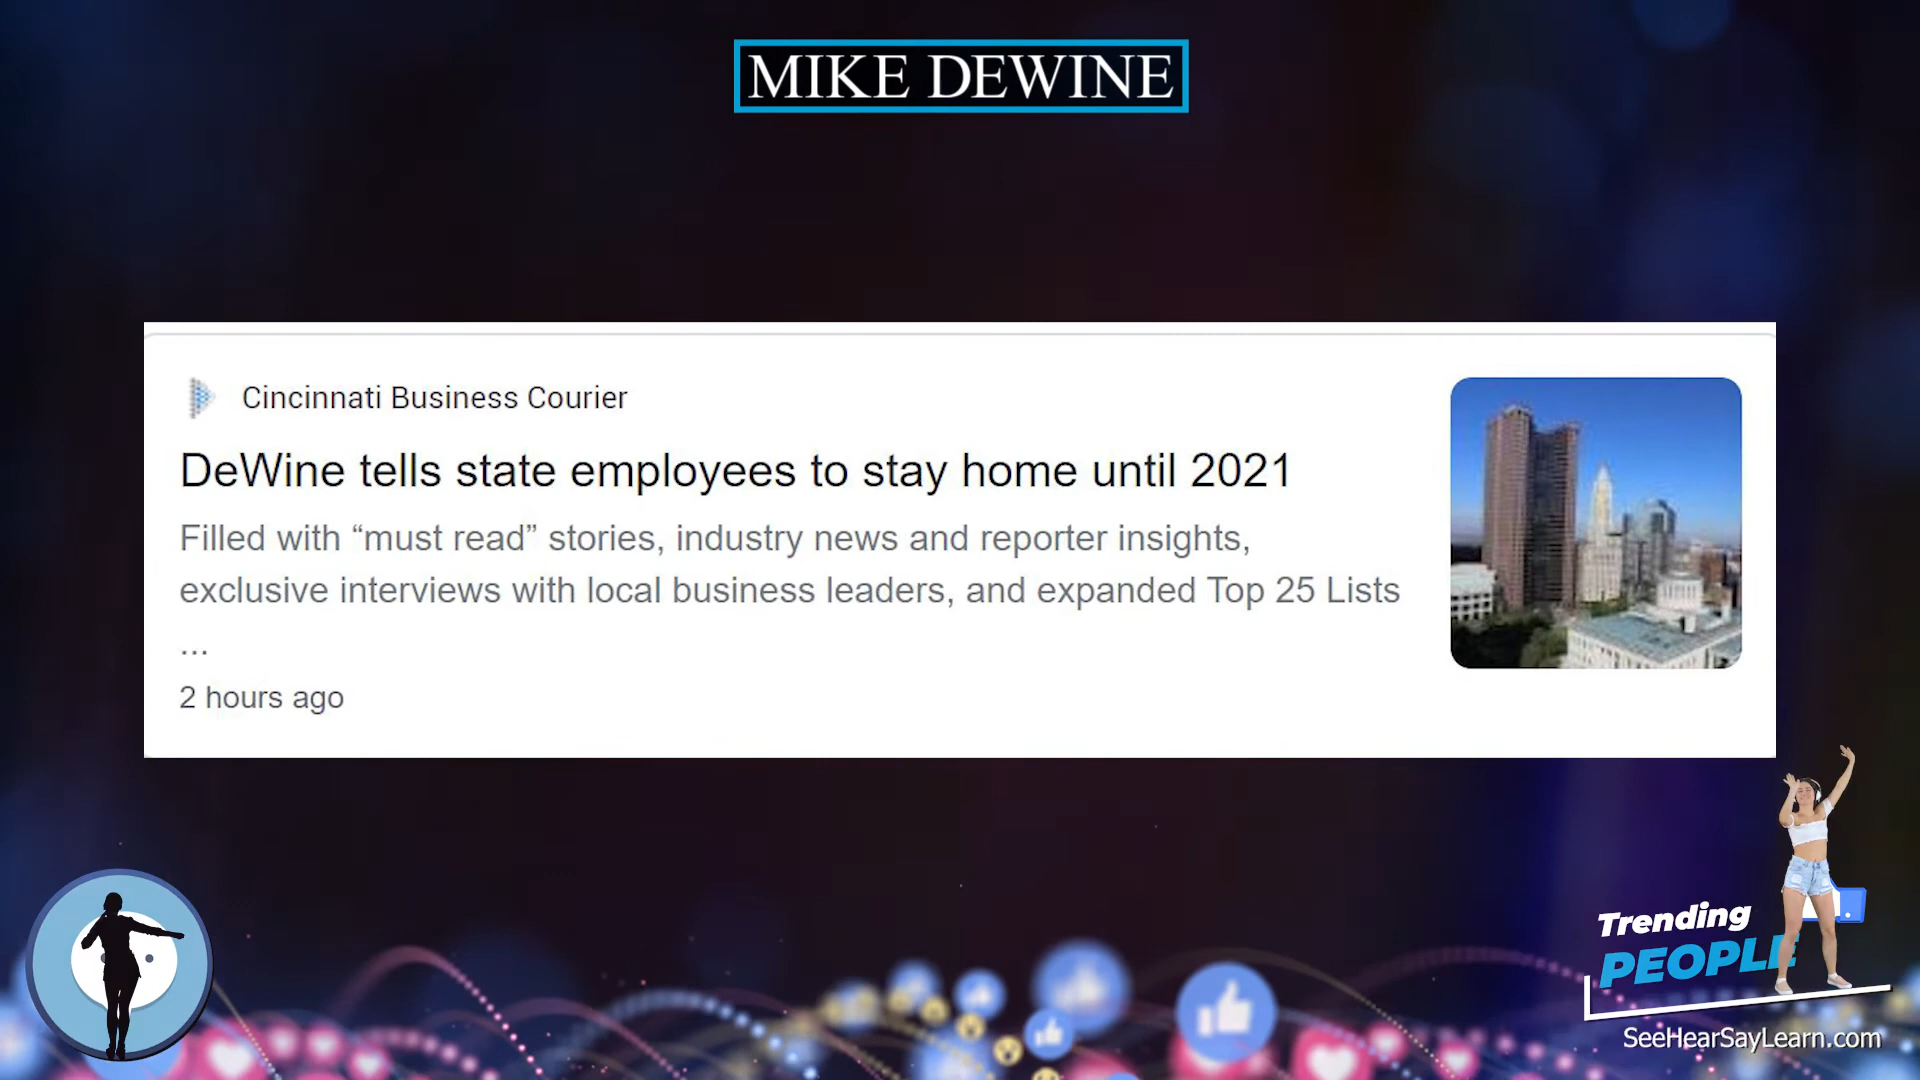 MIKE DEWINE
Cincinnati Business Courier
DeWine tells state employees to stay home until 2021
Filled with “must read” stories, industry news and reporter insights,
exclusive interviews with local business leaders, and expanded Top 25 Lists
...
2 hours ago
Trending
PEOPLE
SeeHearSayLearn.com